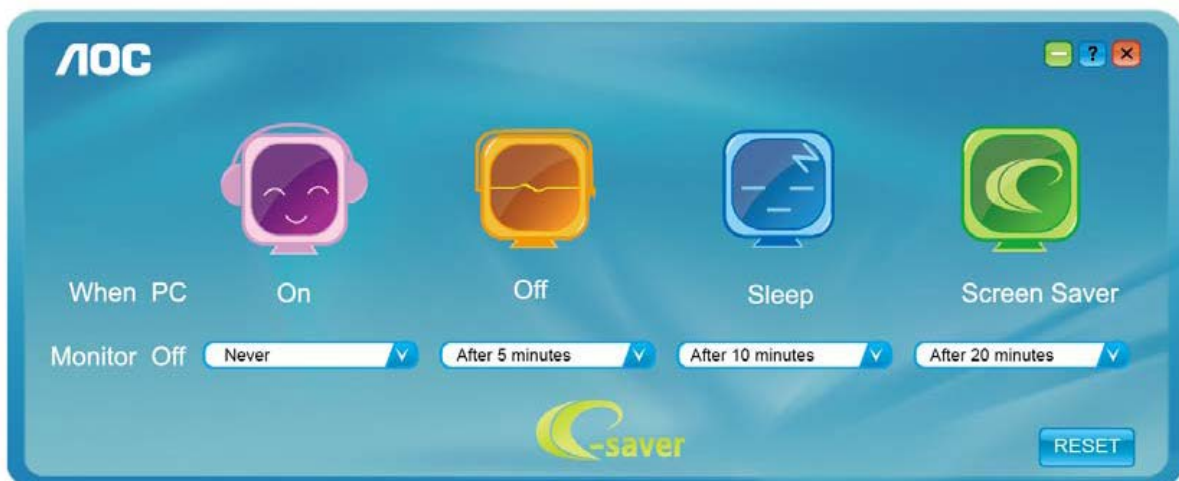 AOC
?
When PC On Off Sleep Screen Saver
Monitor Off Never After 5 minutes After 10 minutes After 20 minutes
e-saver
RESET